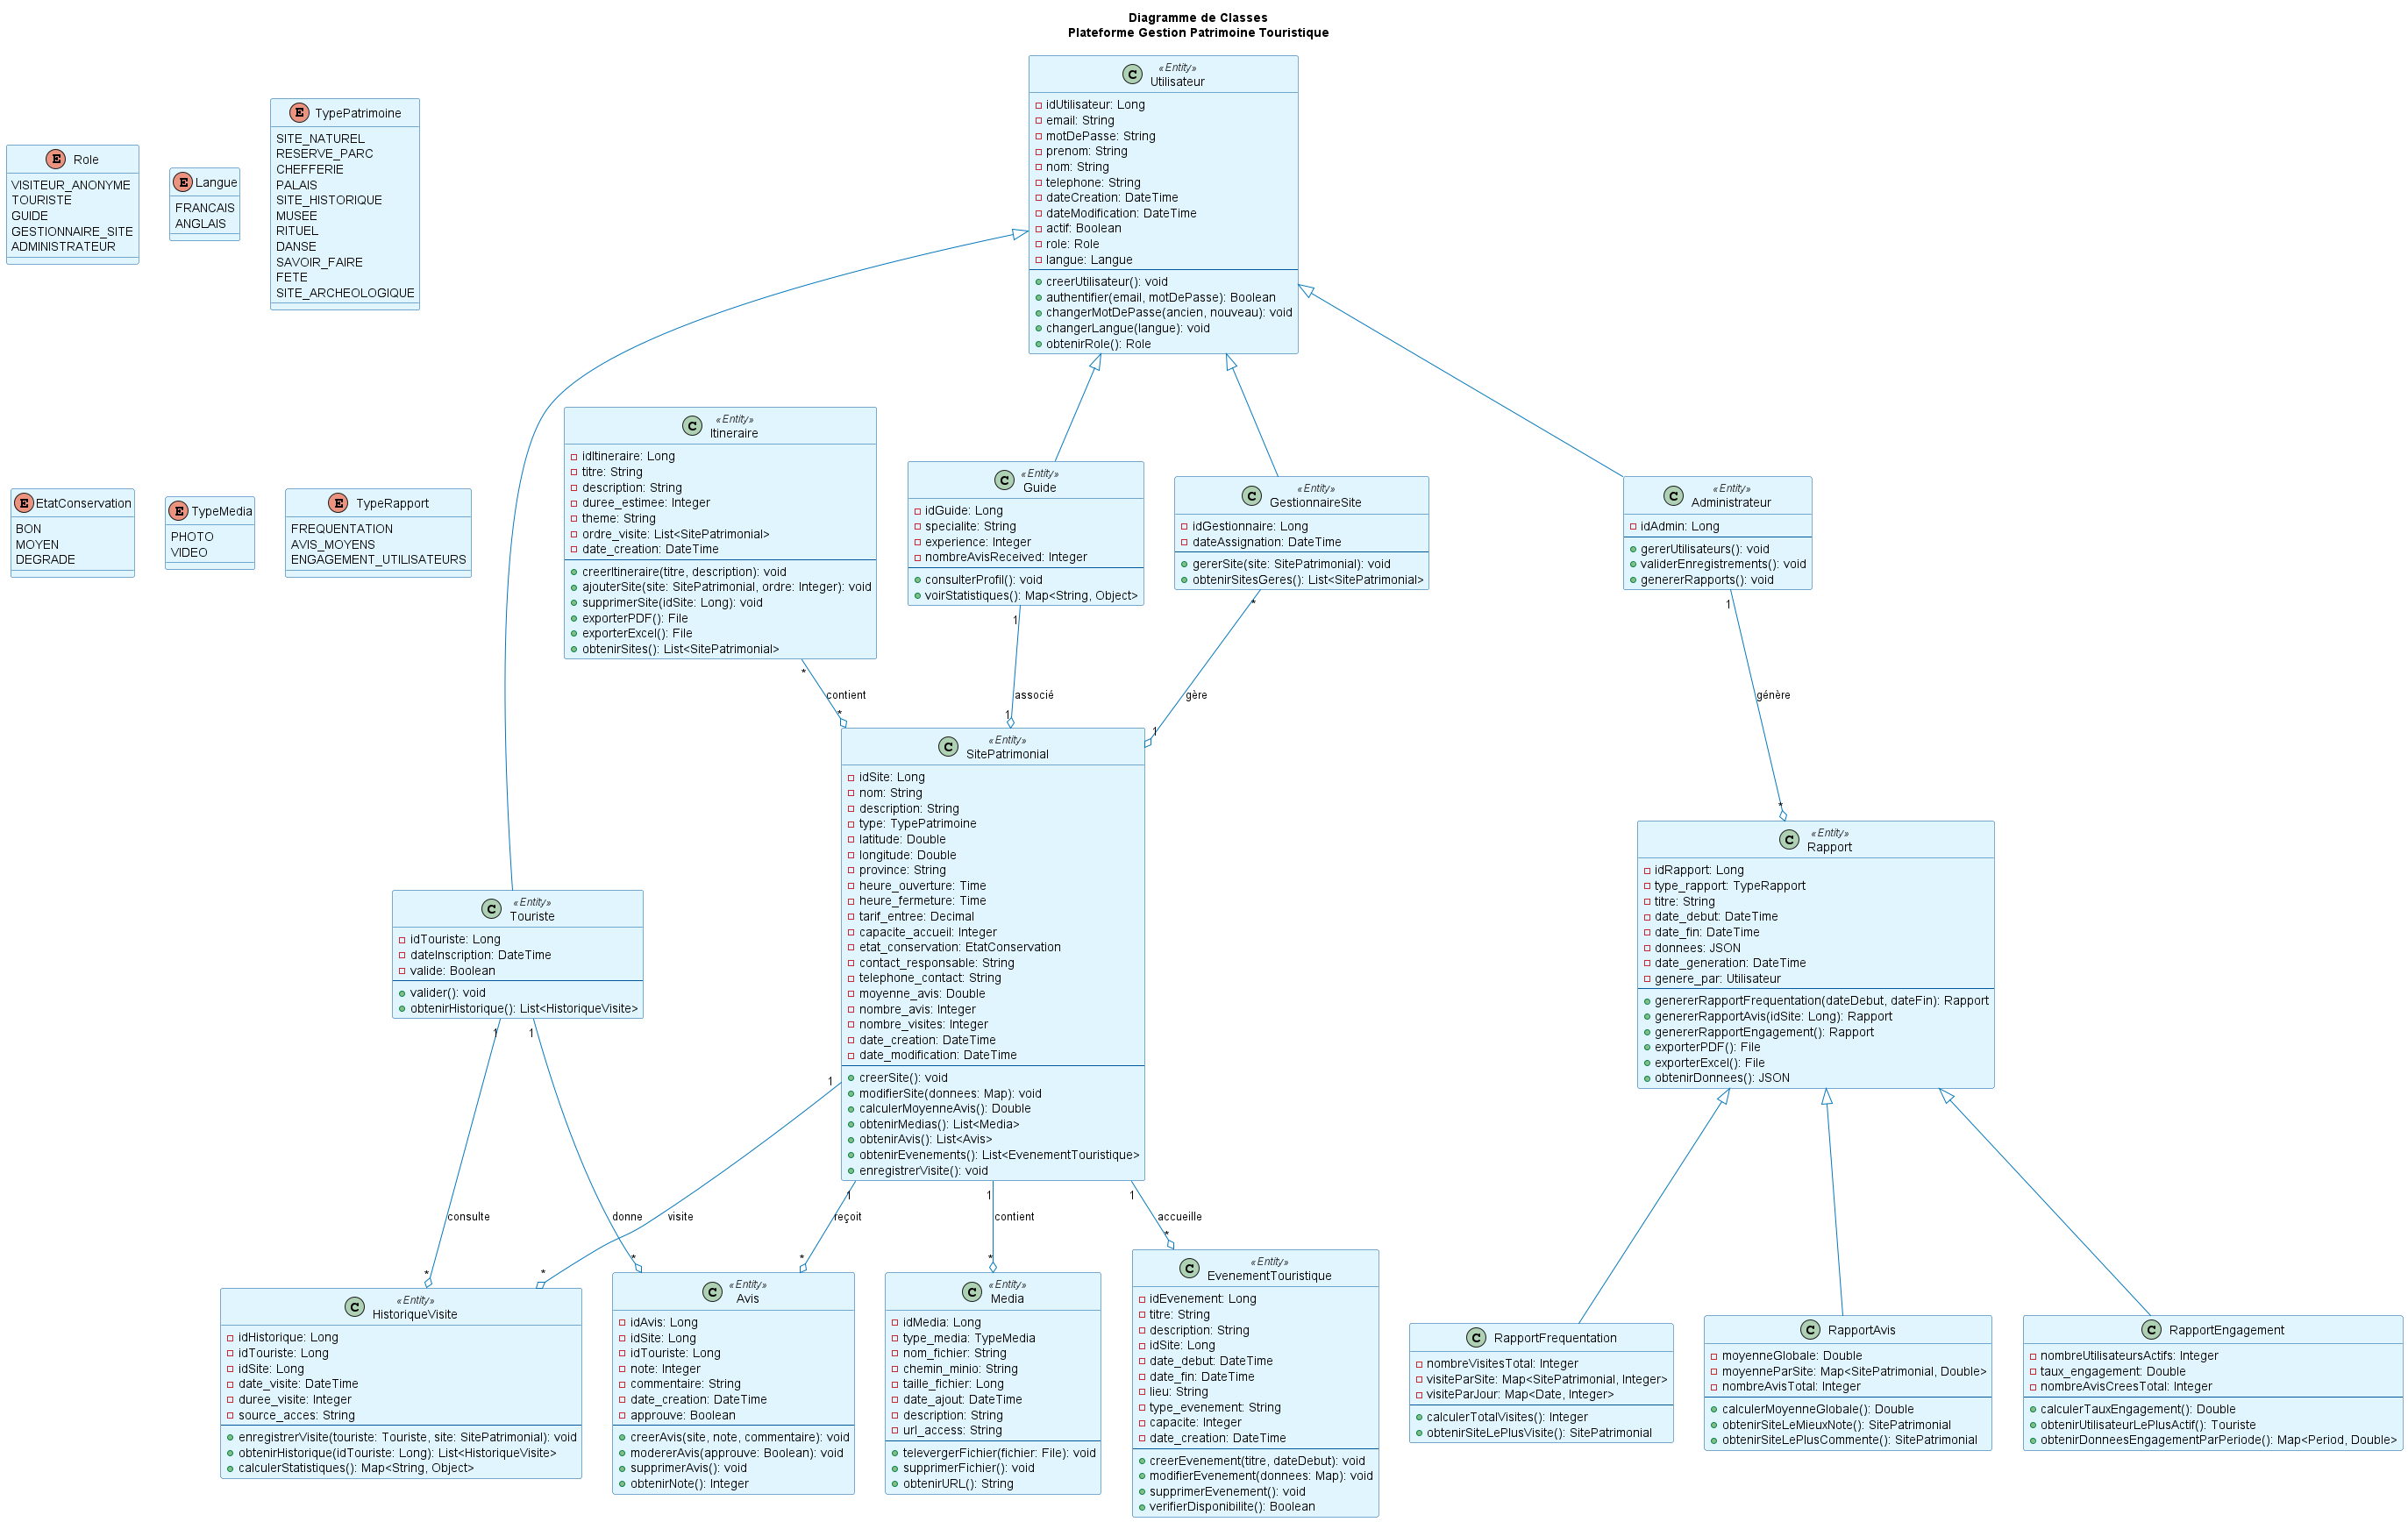 Diagramme de Classes
Plateforme Gestion Patrimoine Touristique
E Role
VISITEUR_ANONYME
TOURISTE
GUIDE
GESTIONNAIRE_SITE
ADMINISTRATEUR
E Langue
FRANCAIS
ANGLAIS
E TypePatrimoine
SITE_NATUREL
RESERVE_PARC
CHEFFERIE
PALAIS
SITE_HISTORIQUE
MUSEE
RITUEL
DANSE
SAVOIR_FAIRE
FETE
SITE_ARCHEOLOGIQUE
«Entity»
C Utilisateur
idUtilisateur: Long
email: String
motDePasse: String
prenom: String
nom: String
telephone: String
dateCreation: DateTime
dateModification: DateTime
actif: Boolean
role: Role
langue: Langue
creerUtilisateur(): void
authentifier(email, motDePasse): Boolean
changerMotDePasse(ancien, nouveau): void
changerLangue(langue): void
obtenirRole(): Role
E EtatConservation
BON
MOYEN
DEGRADE
E TypeMedia
PHOTO
VIDEO
E TypeRapport
FREQUENTATION
AVIS_MOYENS
ENGAGEMENT_UTILISATEURS
«Entity»
C Itineraire
idItineraire: Long
titre: String
description: String
duree_estimee: Integer
theme: String
ordre_visite: List<SitePatrimonial>
date_creation: DateTime
creerItineraire(titre, description): void
ajouterSite(site: SitePatrimonial, ordre: Integer): void
supprimerSite(idSite: Long): void
exporterPDF(): File
exporterExcel(): File
obtenirSites(): List<SitePatrimonial>
«Entity»
C Guide
idGuide: Long
specialite: String
experience: Integer
nombreAvisReceived: Integer
consulterProfil(): void
voirStatistiques(): Map<String, Object>
«Entity»
C GestionnaireSite
idGestionnaire: Long
dateAssignation: DateTime
gererSite(site: SitePatrimonial): void
obtenirSitesGeres(): List<SitePatrimonial>
«Entity»
C Administrateur
idAdmin: Long
gererUtilisateurs(): void
validerEnregistrements(): void
genererRapports(): void
* contient *
1 associé 1
* gère 1
1 génère *
«Entity»
C SitePatrimonial
idSite: Long
nom: String
description: String
type: TypePatrimoine
latitude: Double
longitude: Double
province: String
heure_ouverture: Time
heure_fermeture: Time
tarif_entree: Decimal
capacite_accueil: Integer
etat_conservation: EtatConservation
contact_responsable: String
telephone_contact: String
moyenne_avis: Double
nombre_avis: Integer
nombre_visites: Integer
date_creation: DateTime
date_modification: DateTime
creerSite(): void
modifierSite(donnees: Map): void
calculerMoyenneAvis(): Double
obtenirMedias(): List<Media>
obtenirAvis(): List<Avis>
obtenirEvenements(): List<EvenementTouristique>
enregistrerVisite(): void
«Entity»
C Rapport
idRapport: Long
type_rapport: TypeRapport
titre: String
date_debut: DateTime
date_fin: DateTime
donnees: JSON
date_generation: DateTime
genere_par: Utilisateur
genererRapportFrequentation(dateDebut, dateFin): Rapport
genererRapportAvis(idSite: Long): Rapport
genererRapportEngagement(): Rapport
exporterPDF(): File
exporterExcel(): File
obtenirDonnees(): JSON
«Entity»
C Touriste
idTouriste: Long
dateInscription: DateTime
valide: Boolean
valider(): void
obtenirHistorique(): List<HistoriqueVisite>
1 consulte *
1 donne *
1 visite *
1 reçoit *
1 contient *
1 accueille *
«Entity»
C HistoriqueVisite
idHistorique: Long
idTouriste: Long
idSite: Long
date_visite: DateTime
duree_visite: Integer
source_acces: String
enregistrerVisite(touriste: Touriste, site: SitePatrimonial): void
obtenirHistorique(idTouriste: Long): List<HistoriqueVisite>
calculerStatistiques(): Map<String, Object>
«Entity»
C Avis
idAvis: Long
idSite: Long
idTouriste: Long
note: Integer
commentaire: String
date_creation: DateTime
approuve: Boolean
creerAvis(site, note, commentaire): void
modererAvis(approuve: Boolean): void
supprimerAvis(): void
obtenirNote(): Integer
«Entity»
C Media
idMedia: Long
type_media: TypeMedia
nom_fichier: String
chemin_minio: String
taille_fichier: Long
date_ajout: DateTime
description: String
url_access: String
televergerFichier(fichier: File): void
supprimerFichier(): void
obtenirURL(): String
«Entity»
C EvenementTouristique
idEvenement: Long
titre: String
description: String
idSite: Long
date_debut: DateTime
date_fin: DateTime
lieu: String
type_evenement: String
capacite: Integer
date_creation: DateTime
creerEvenement(titre, dateDebut): void
modifierEvenement(donnees: Map): void
supprimerEvenement(): void
verifierDisponibilite(): Boolean
C RapportFrequentation
nombreVisitesTotal: Integer
visiteParSite: Map<SitePatrimonial, Integer>
visiteParJour: Map<Date, Integer>
calculerTotalVisites(): Integer
obtenirSiteLePlusVisite(): SitePatrimonial
C RapportAvis
moyenneGlobale: Double
moyenneParSite: Map<SitePatrimonial, Double>
nombreAvisTotal: Integer
calculerMoyenneGlobale(): Double
obtenirSiteLeMieuxNote(): SitePatrimonial
obtenirSiteLePlusCommente(): SitePatrimonial
C RapportEngagement
nombreUtilisateursActifs: Integer
taux_engagement: Double
nombreAvisCreesTotal: Integer
calculerTauxEngagement(): Double
obtenirUtilisateurLePlusActif(): Touriste
obtenirDonneesEngagementParPeriode(): Map<Period, Double>